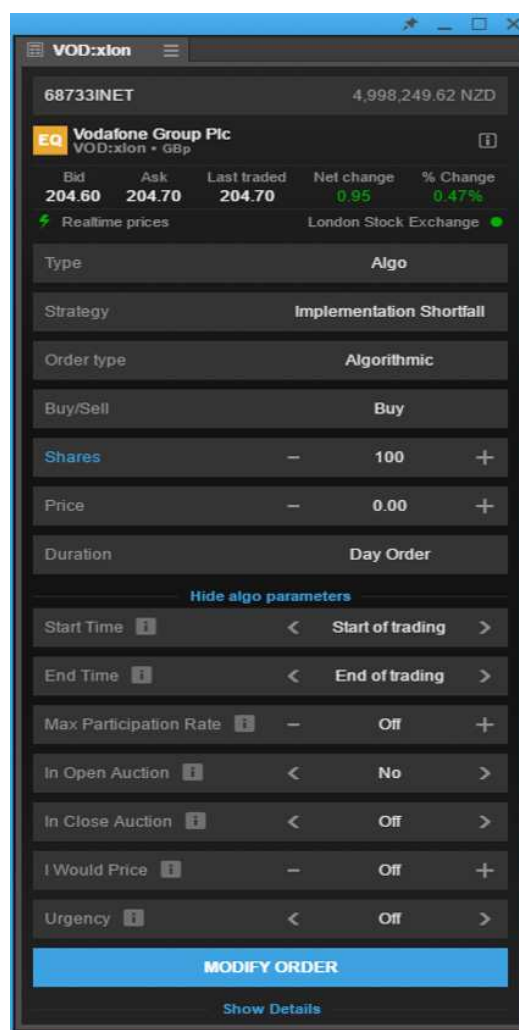 VOD:xlon
68733INET 4,998,249.62 NZD
EQ Vodafone Group Plc
VOD:xlon • GBp
Bid Ask Last traded Net change % Change
204.60 204.70 204.70 0.95 0.47%
Realtime prices London Stock Exchange
Type Algo
Strategy Implementation Shortfall
Order type Algorithmic
Buy/Sell Buy
Shares − 100 +
Price − 0.00 +
Duration Day Order
Hide algo parameters
Start Time i < Start of trading >
End Time i < End of trading >
Max Participation Rate i − Off +
In Open Auction i < No >
In Close Auction i < Off >
I Would Price i − Off +
Urgency i < Off >
MODIFY ORDER
Show Details